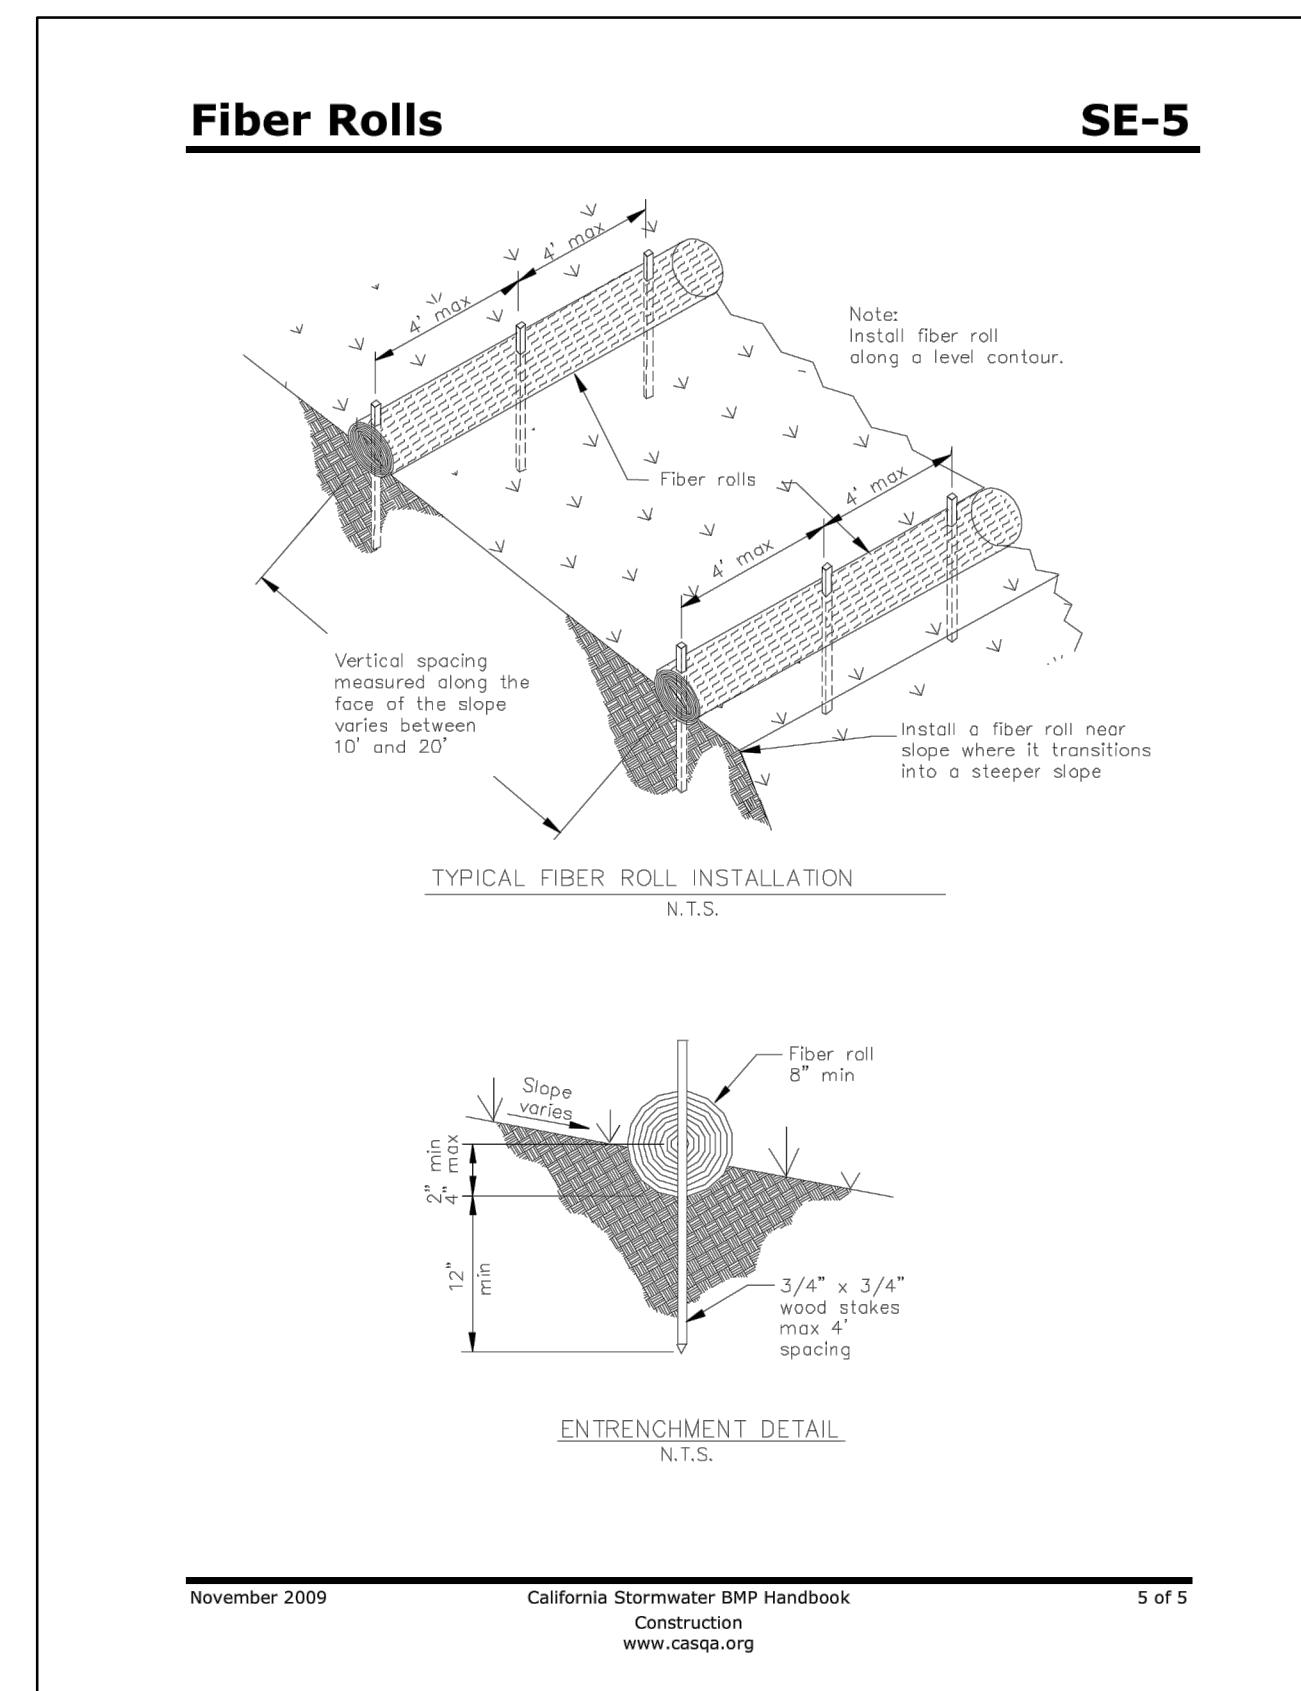 Fiber Rolls SE-5
4' max
4' max
Note:
Install fiber roll
along a level contour.
Fiber rolls
4' max
4' max
Vertical spacing
measured along the
face of the slope
varies between
10' and 20'
Install a fiber roll near
slope where it transitions
into a steeper slope
TYPICAL FIBER ROLL INSTALLATION
N.T.S.
Fiber roll
8" min
Slope
varies
2" min
4" max
12"
min
3/4" x 3/4"
wood stakes
max 4'
spacing
ENTRENCHMENT DETAIL
N.T.S.
November 2009 California Stormwater BMP Handbook 5 of 5
Construction
www.casqa.org